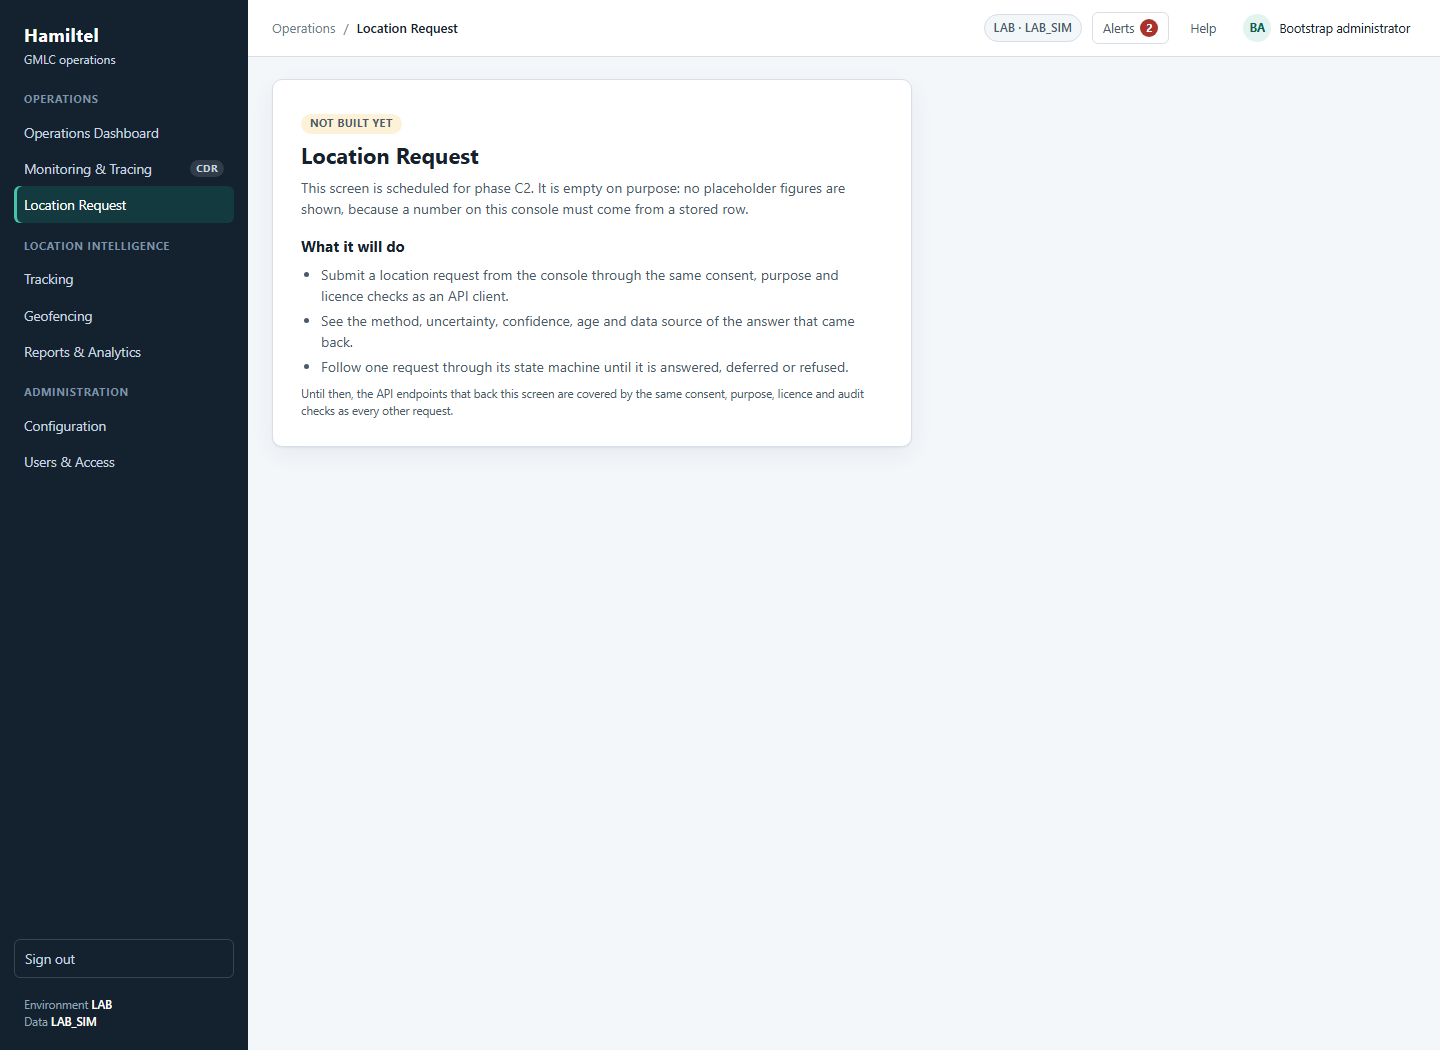 Hamiltel
GMLC operations
OPERATIONS
Operations Dashboard
Monitoring & Tracing CDR
Location Request
LOCATION INTELLIGENCE
Tracking
Geofencing
Reports & Analytics
ADMINISTRATION
Configuration
Users & Access
Sign out
Environment LAB
Data LAB_SIM
Operations / Location Request
LAB · LAB_SIM
Alerts 2
Help
BA Bootstrap administrator
NOT BUILT YET
Location Request
This screen is scheduled for phase C2. It is empty on purpose: no placeholder figures are
shown, because a number on this console must come from a stored row.
What it will do
• Submit a location request from the console through the same consent, purpose and
licence checks as an API client.
• See the method, uncertainty, confidence, age and data source of the answer that came
back.
• Follow one request through its state machine until it is answered, deferred or refused.
Until then, the API endpoints that back this screen are covered by the same consent, purpose, licence and audit
checks as every other request.